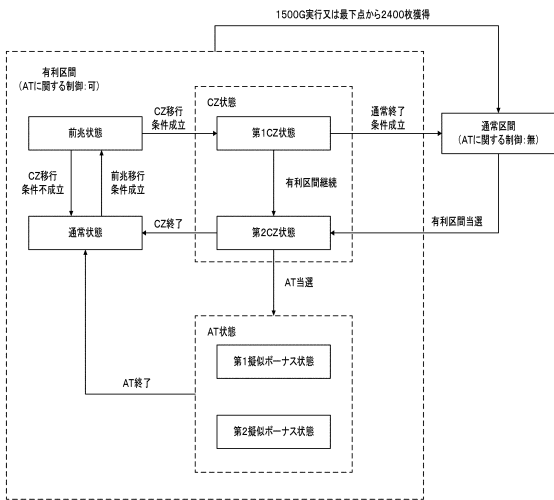 1500G実行又は最下点から2400枚獲得
有利区間
(ATに関する制御:可)
CZ状態
前兆状態
CZ移行
条件成立
第1CZ状態
通常終了
条件成立
通常区間
(ATに関する制御:無)
CZ移行
条件不成立
前兆移行
条件成立
有利区間継続
通常状態
CZ終了
第2CZ状態
有利区間当選
AT当選
AT状態
第1擬似ボーナス状態
AT終了
第2擬似ボーナス状態